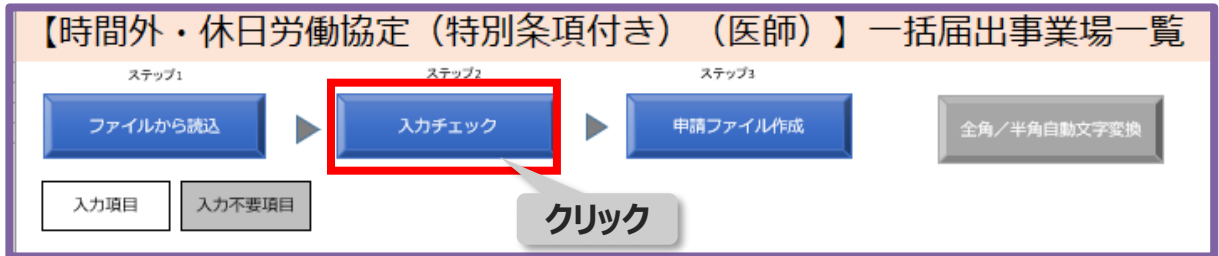 【時間外・休日労働協定（特別条項付き）（医師）】一括届出事業場一覧
ステップ1
ステップ2
ステップ3
ファイルから読込
入力チェック
申請ファイル作成
全角／半角自動文字変換
入力項目
入力不要項目
クリック